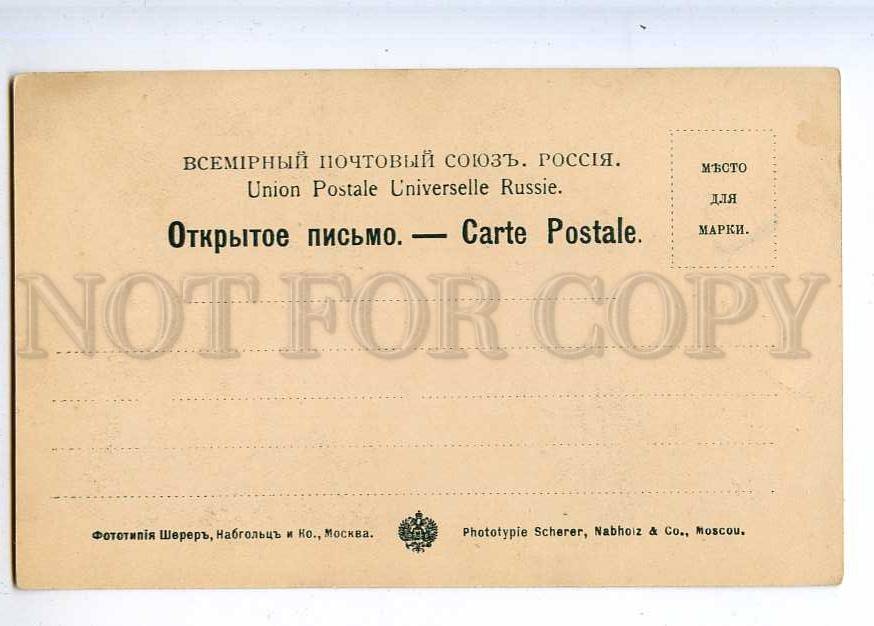 ВСЕМІРНЫЙ ПОЧТОВЫЙ СОЮЗЪ. РОССІЯ.
Union Postale Universelle Russie.
Открытое письмо. — Carte Postale.
МѢСТО
ДЛЯ
МАРКИ.
NOT FOR COPY
Фототипія Шереръ, Набгольцъ и Ко., Москва.
Phototypie Scherer, Nabholz & Co., Moscou.